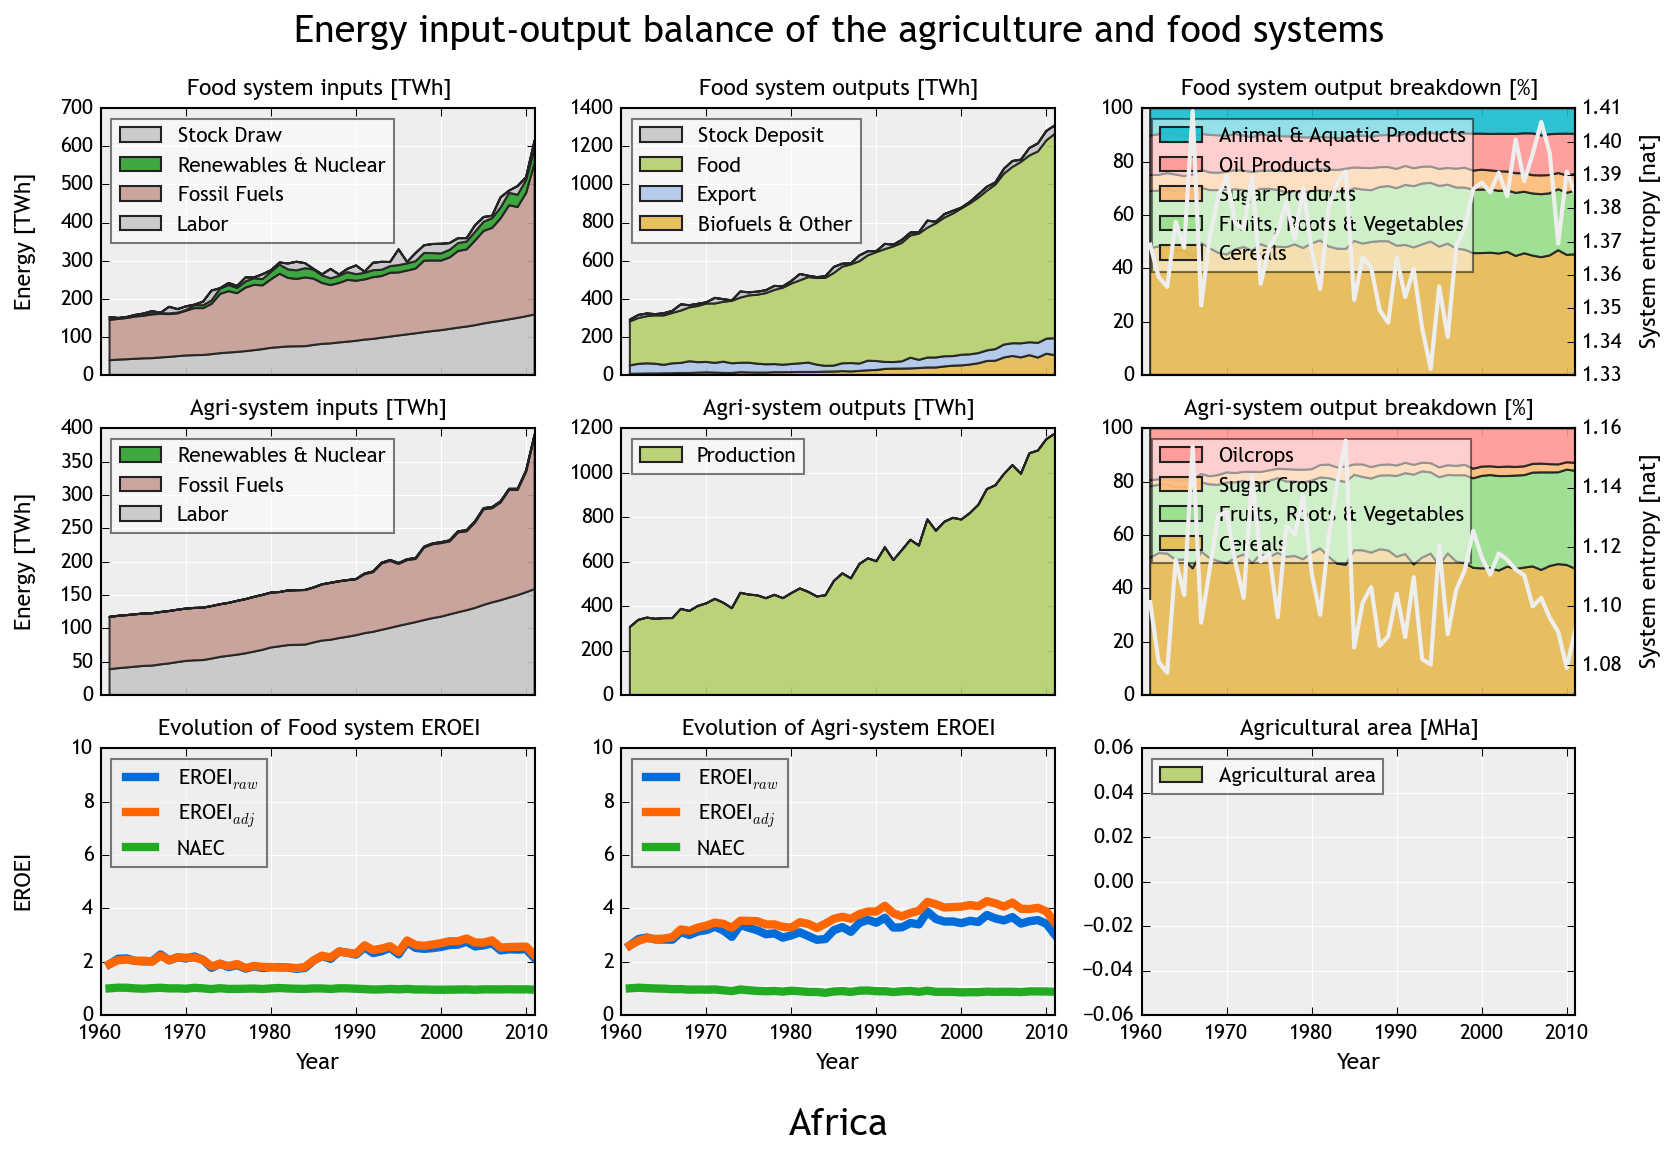 Energy input-output balance of the agriculture and food systems
Food system inputs [TWh]
Food system outputs [TWh]
Food system output breakdown [%]
700
600
500
400
300
200
100
0
Energy [TWh]
Stock Draw
Renewables & Nuclear
Fossil Fuels
Labor
1400
1200
1000
800
600
400
200
0
Stock Deposit
Food
Export
Biofuels & Other
100
80
60
40
20
0
Animal & Aquatic Products
Oil Products
Sugar Products
Fruits, Roots & Vegetables
Cereals
1.41
1.40
1.39
1.38
1.37
1.36
1.35
1.34
1.33
System entropy [nat]
Agri-system inputs [TWh]
Agri-system outputs [TWh]
Agri-system output breakdown [%]
400
350
300
250
200
150
100
50
0
Energy [TWh]
Renewables & Nuclear
Fossil Fuels
Labor
1200
1000
800
600
400
200
0
Production
100
80
60
40
20
0
Oilcrops
Sugar Crops
Fruits, Roots & Vegetables
Cereals
1.16
1.14
1.12
1.10
1.08
System entropy [nat]
Evolution of Food system EROEI
Evolution of Agri-system EROEI
Agricultural area [MHa]
10
8
6
4
2
0
EROEI
EROEI_raw
EROEI_adj
NAEC
1960 1970 1980 1990 2000 2010
Year
10
8
6
4
2
0
EROEI_raw
EROEI_adj
NAEC
1960 1970 1980 1990 2000 2010
Year
0.06
0.04
0.02
0.00
−0.02
−0.04
−0.06
Agricultural area
1960 1970 1980 1990 2000 2010
Year
Africa